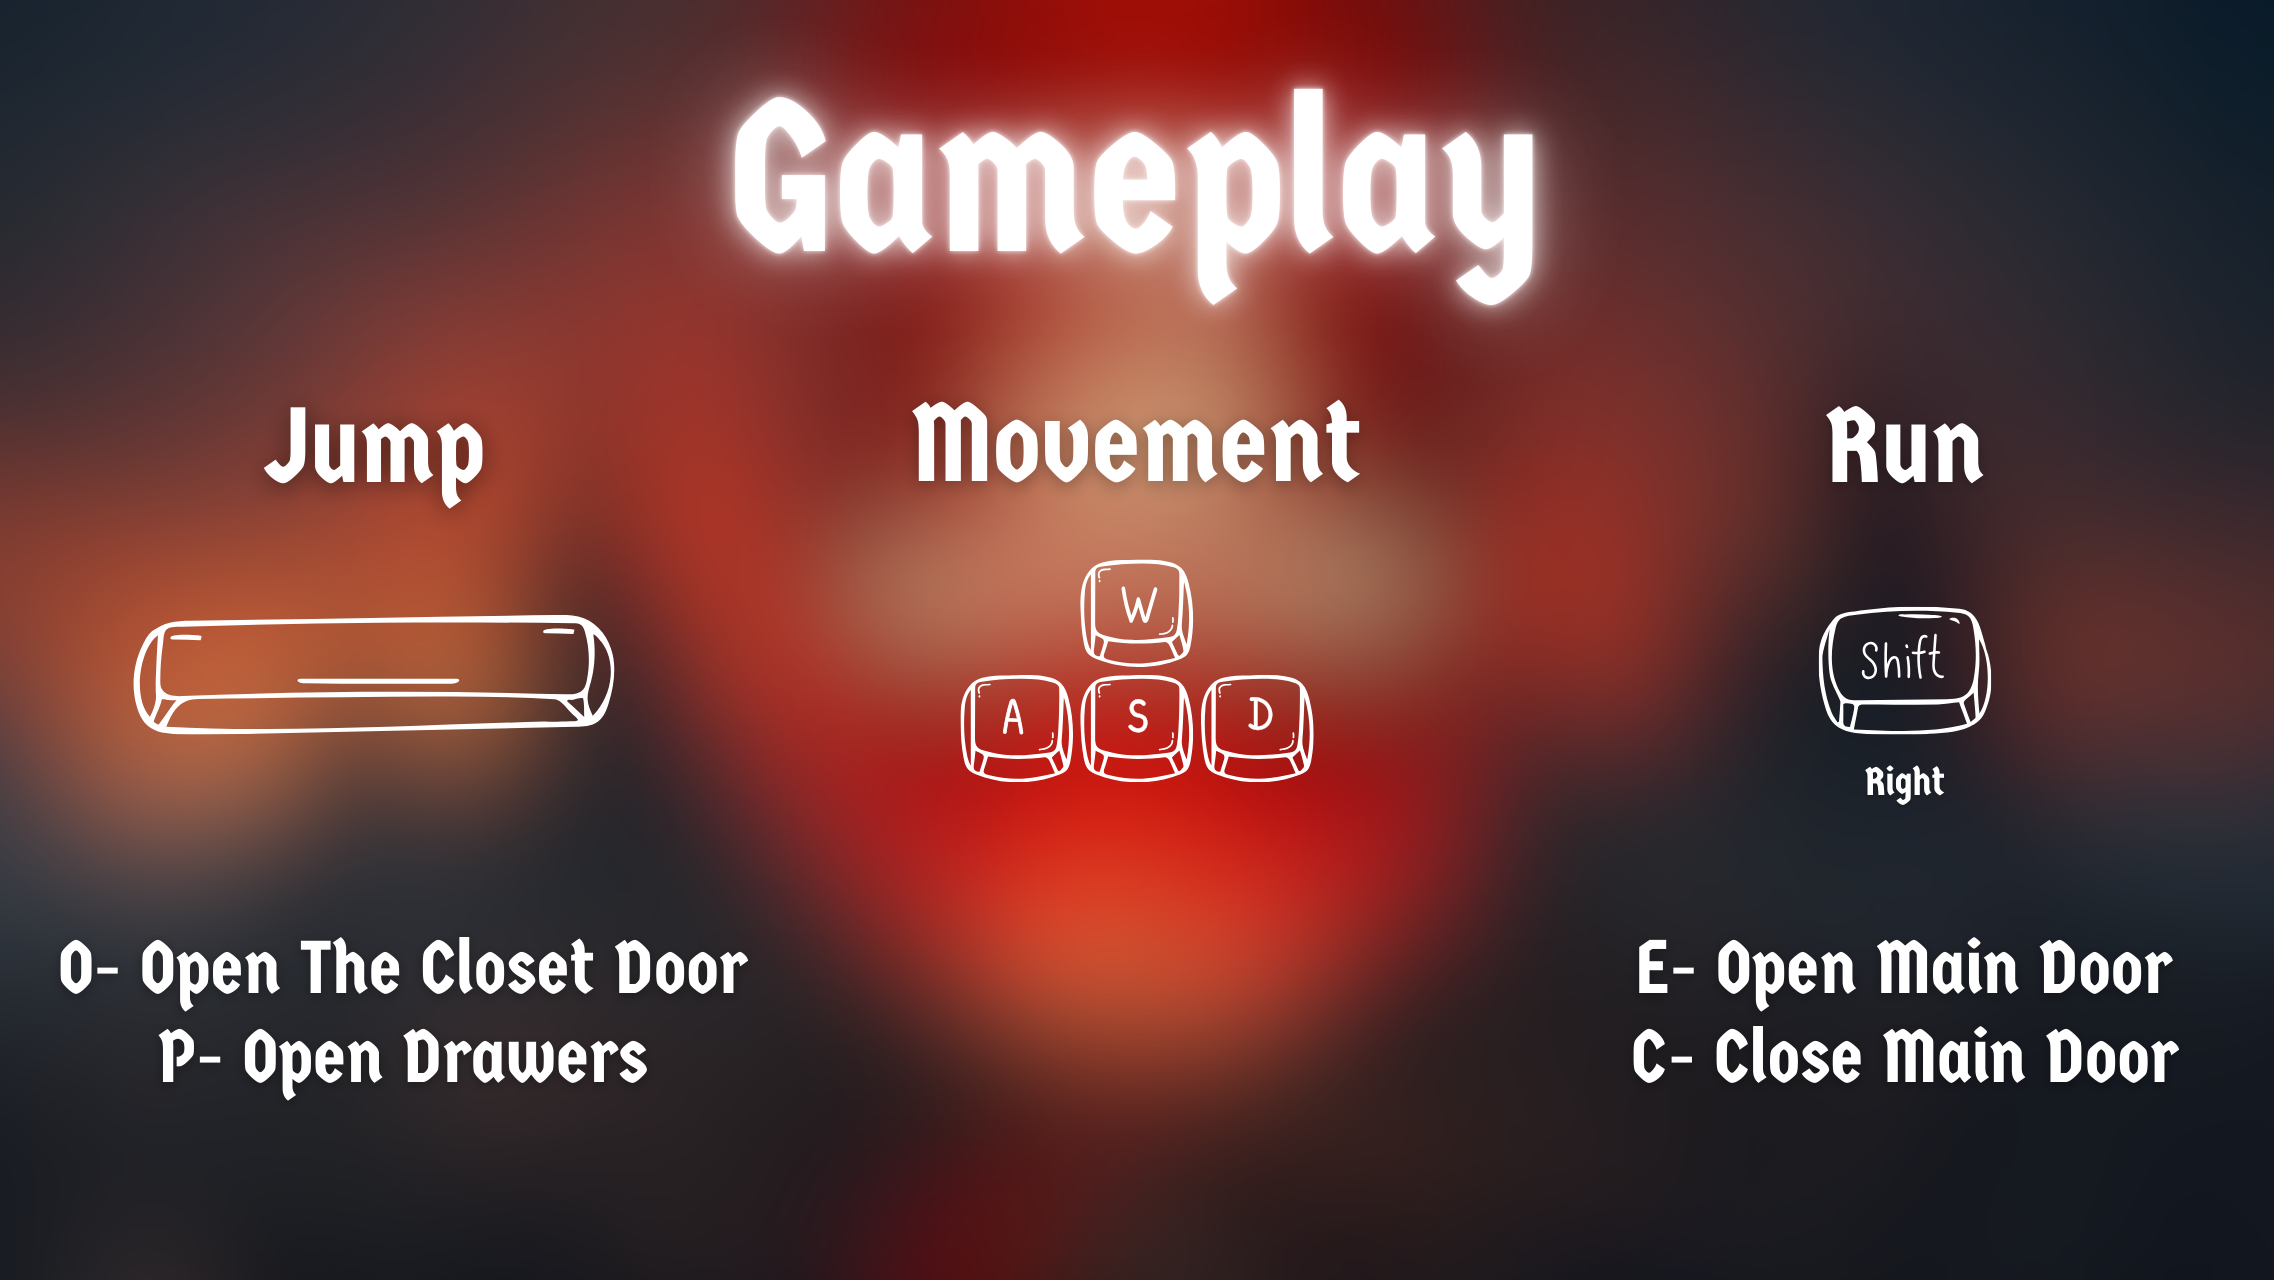 Gameplay
Jump
Movement
Run
W
A S D
Shift
Right
O- Open The Closet Door
P- Open Drawers
E- Open Main Door
C- Close Main Door